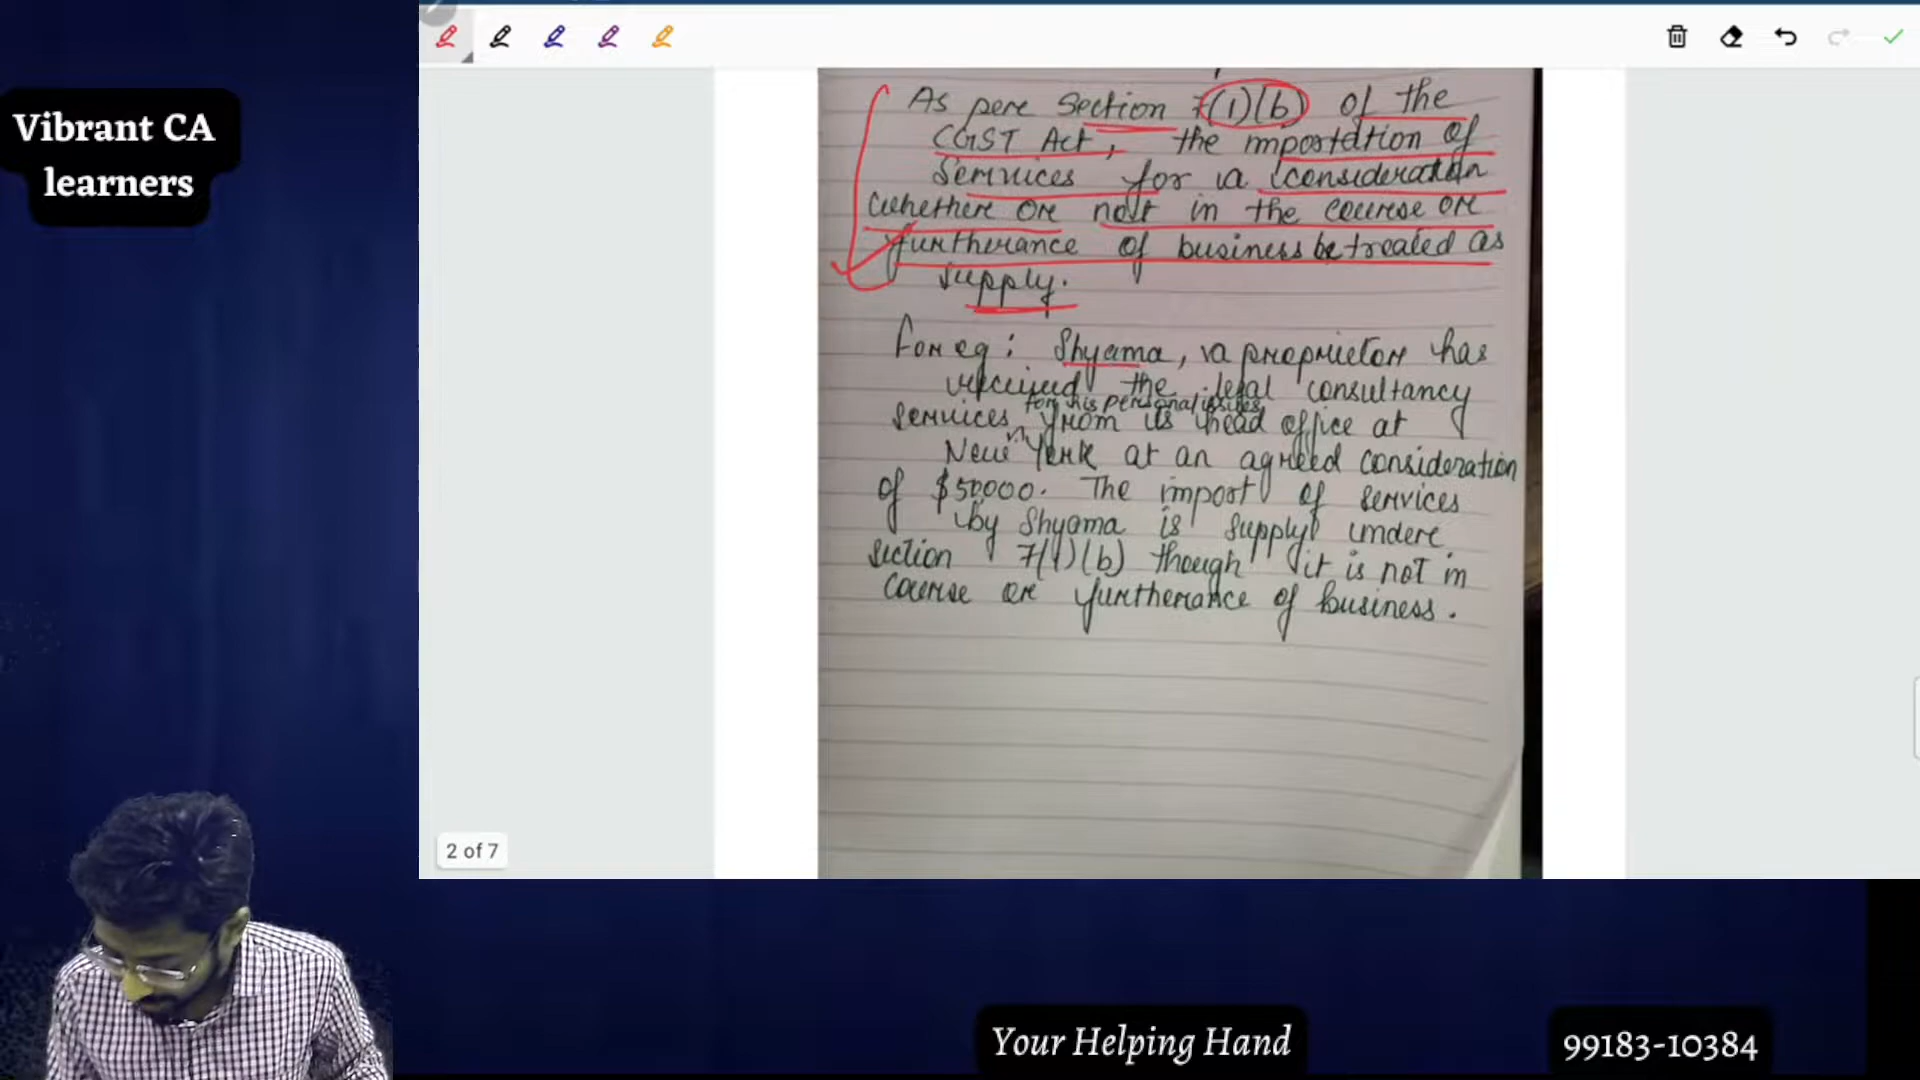 Vibrant CA
learners
As per Section 7(1)(b) of the
CGST Act, the importation of
Services for a consideration
whether or not in the course or
furtherance of business be treated as
supply.
For eg: Shyama, a proprietor has
received the legal consultancy
for his personal issues
services from its head office at
New York at an agreed consideration
of $50000. The import of services
by Shyama is supply under
section 7(1)(b) though it is not in
course or furtherance of business.
2 of 7
Your Helping Hand
99183-10384